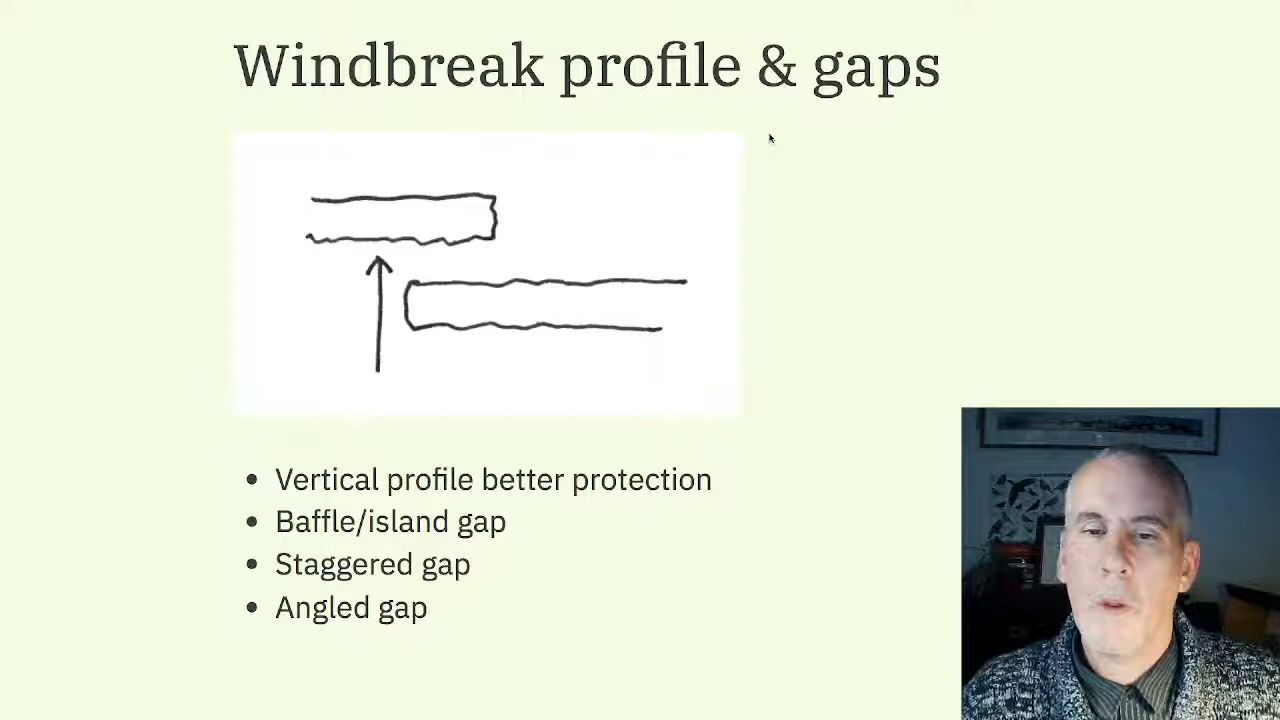 Windbreak profile & gaps
Vertical profile better protection
Baffle/island gap
Staggered gap
Angled gap